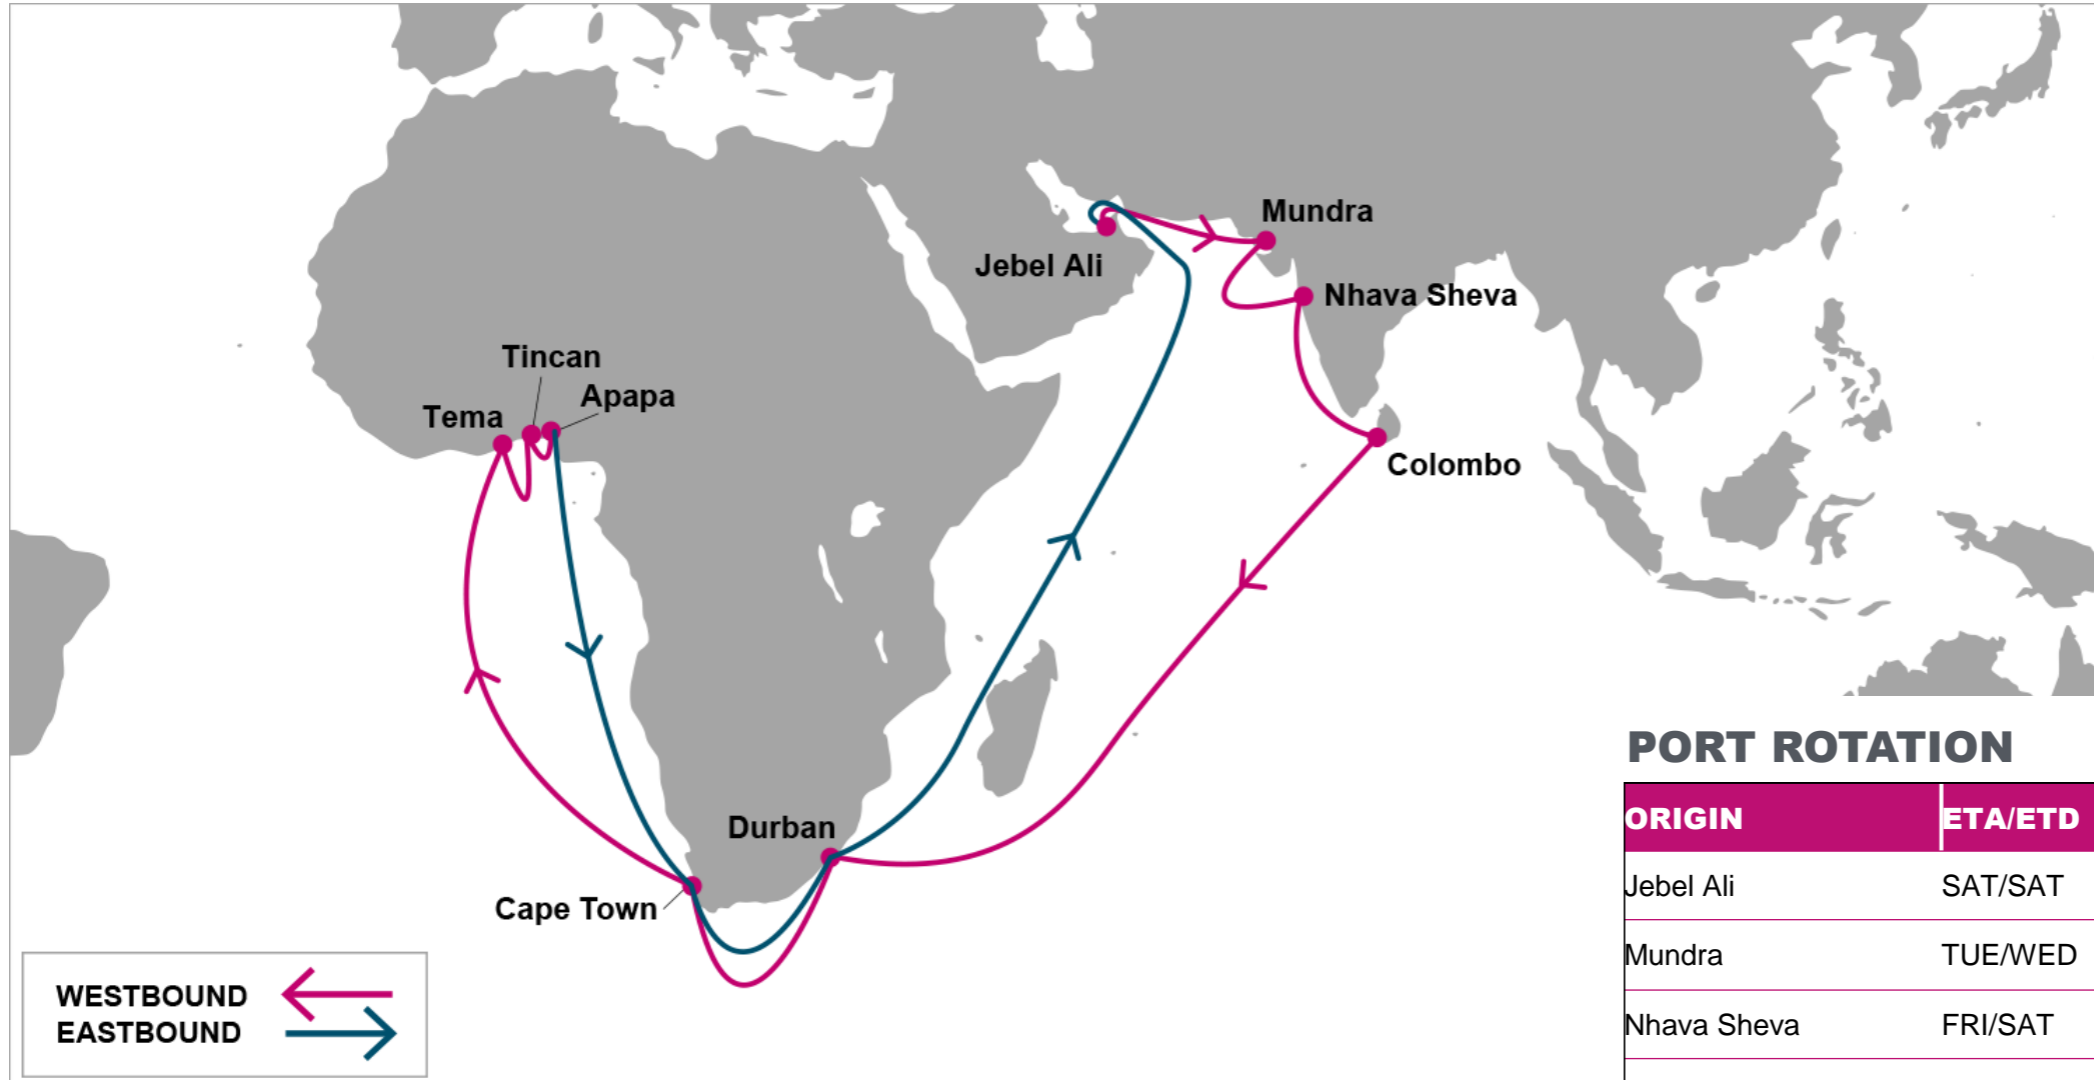 Mundra
Jebel Ali
Nhava Sheva
Tincan
Apapa
Tema
Colombo
Durban
Cape Town
WESTBOUND
EASTBOUND
PORT ROTATION
ORIGIN ETA/ETD
Jebel Ali SAT/SAT
Mundra TUE/WED
Nhava Sheva FRI/SAT